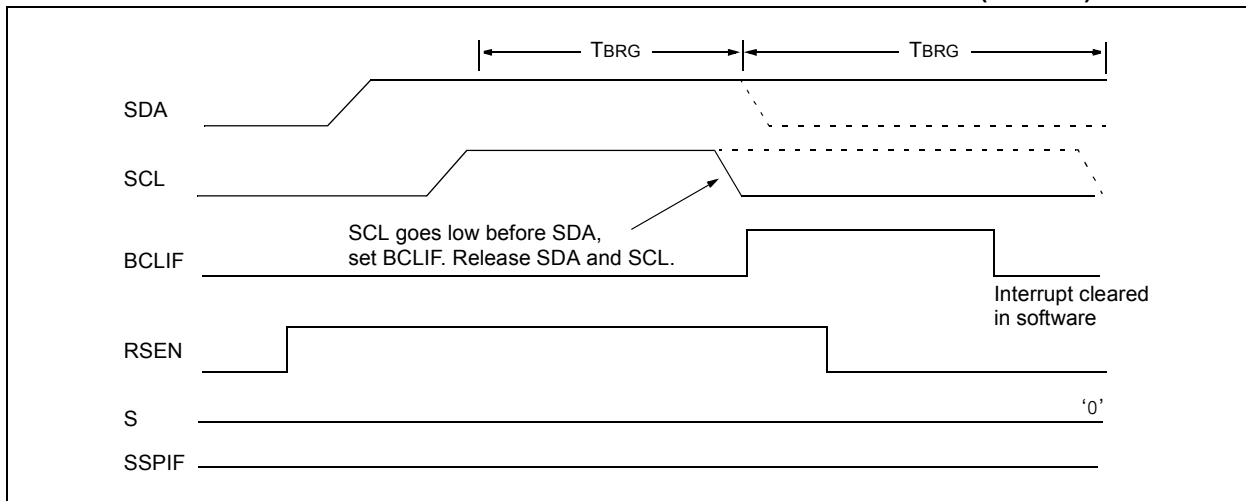 TBRG TBRG
SDA
SCL
SCL goes low before SDA,
set BCLIF. Release SDA and SCL.
BCLIF
Interrupt cleared
in software
RSEN
'0'
S
SSPIF